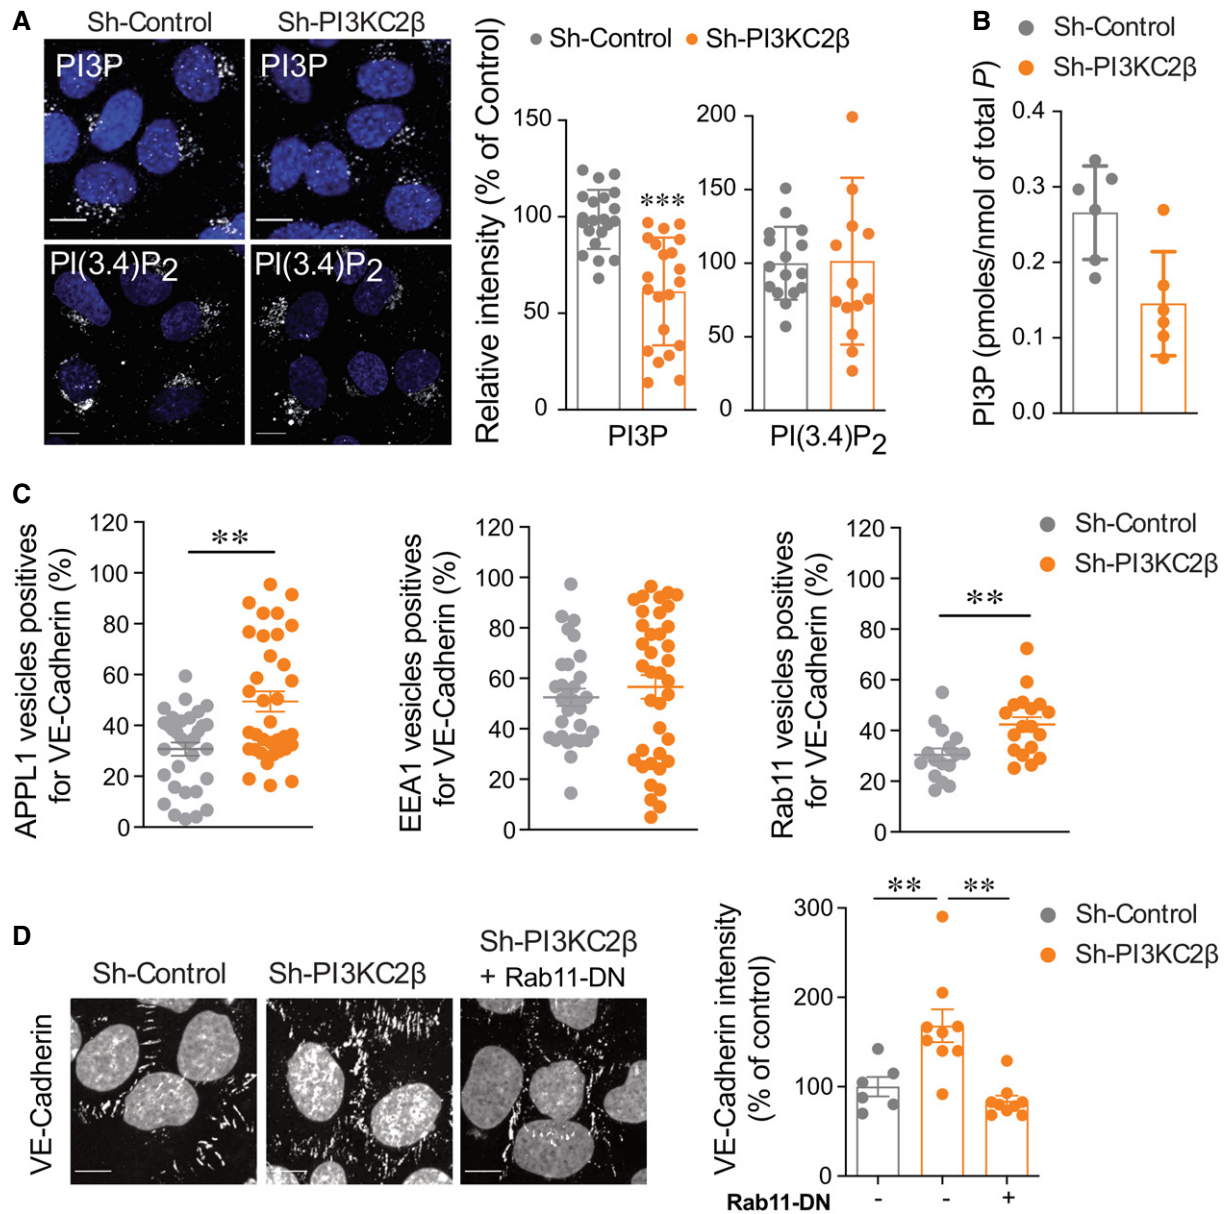 A
Sh-Control
Sh-PI3KC2β
PI3P
PI3P
PI(3.4)P2
PI(3.4)P2
Relative intensity (% of Control)
Sh-Control
Sh-PI3KC2β
150
100
50
0
***
PI3P
200
150
100
50
0
PI(3.4)P2
B
Sh-Control
Sh-PI3KC2β
PI3P (pmoles/nmol of total P)
0.4
0.3
0.2
0.1
0.0
C
APPL1 vesicles positives
for VE-Cadherin (%)
120
100
80
60
40
20
0
**
EEA1 vesicles positives
for VE-Cadherin (%)
120
100
80
60
40
20
0
Rab11 vesicles positives
for VE-Cadherin (%)
120
100
80
60
40
20
0
**
Sh-Control
Sh-PI3KC2β
D
VE-Cadherin
Sh-Control
Sh-PI3KC2β
Sh-PI3KC2β
+ Rab11-DN
VE-Cadherin intensity
(% of control)
300
200
100
0
**
**
Sh-Control
Sh-PI3KC2β
Rab11-DN - - +